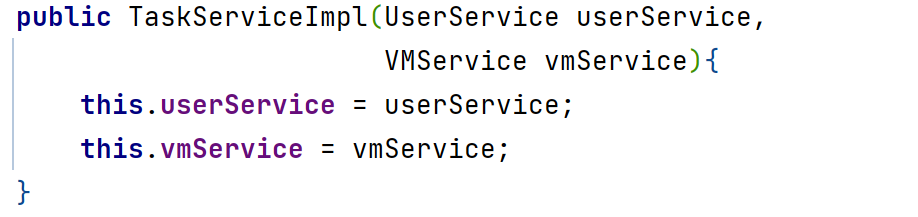 public TaskServiceImpl(UserService userService,
                       VMService vmService){
    this.userService = userService;
    this.vmService = vmService;
}